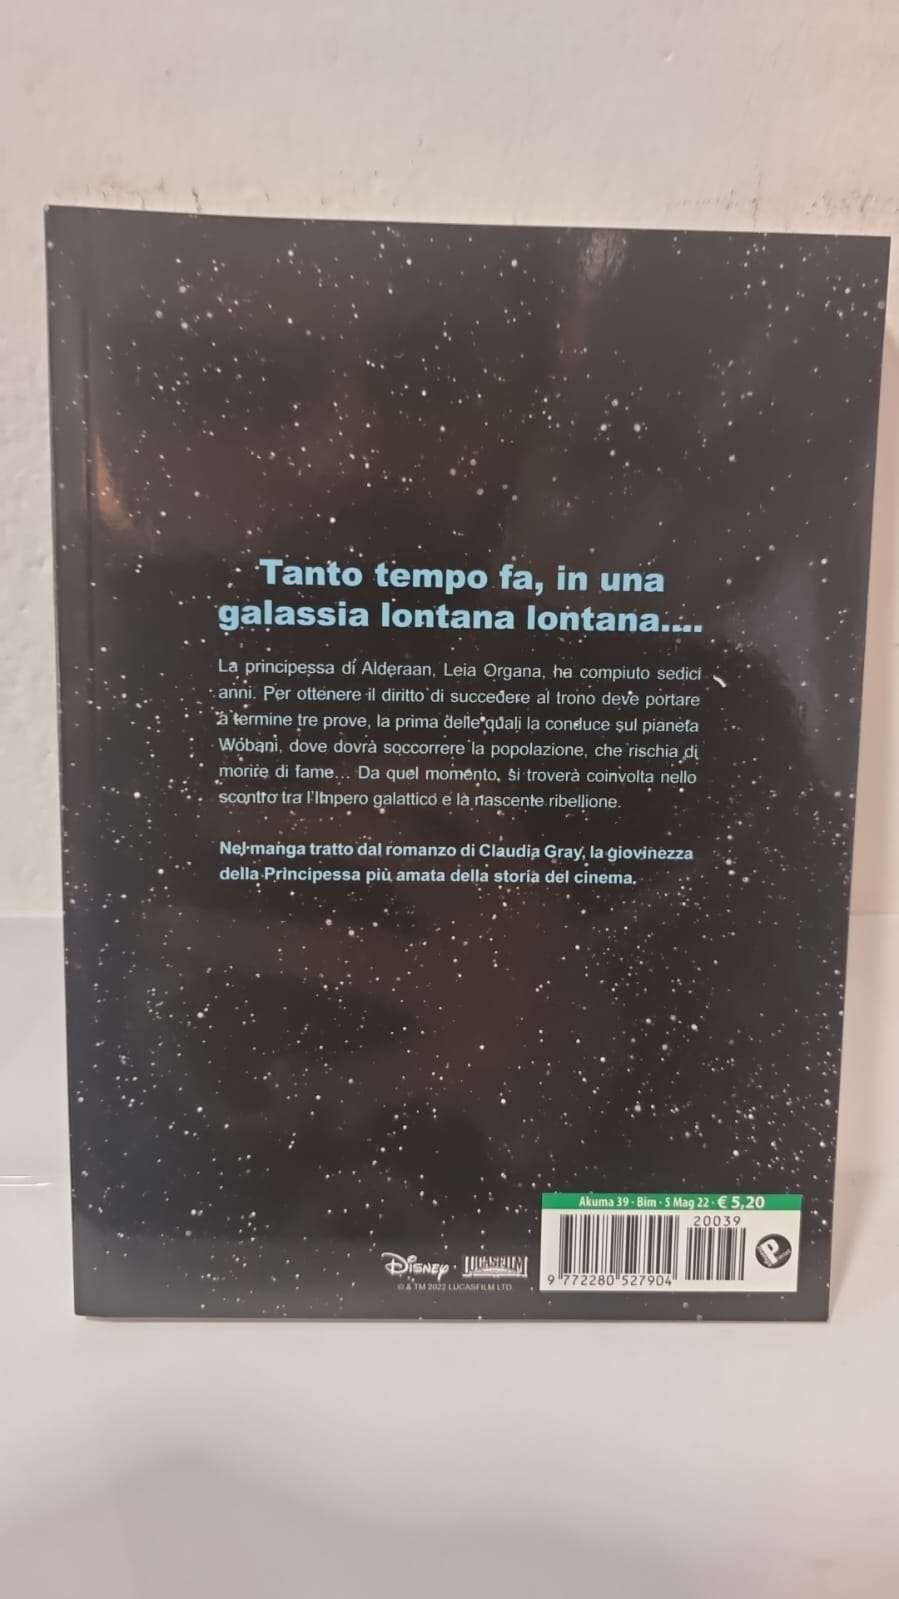 Tanto tempo fa, in una
galassia lontana lontana....
La principessa di Alderaan, Leia Organa, ha compiuto sedici
anni. Per ottenere il diritto di succedere al trono deve portare
a termine tre prove, la prima delle quali la conduce sul pianeta
Wobani, dove dovrà soccorrere la popolazione, che rischia di
morire di fame... Da quel momento, si troverà coinvolta nello
scontro tra l'Impero galattico e la nascente ribellione.
Nel manga tratto dal romanzo di Claudia Gray, la giovinezza
della Principessa più amata della storia del cinema.
Akuma 39 · Bim · 5 Mag 22 · € 5,20
20039
9 772280 527904
DISNEY · LUCASFILM
© & TM 2022 LUCASFILM LTD.